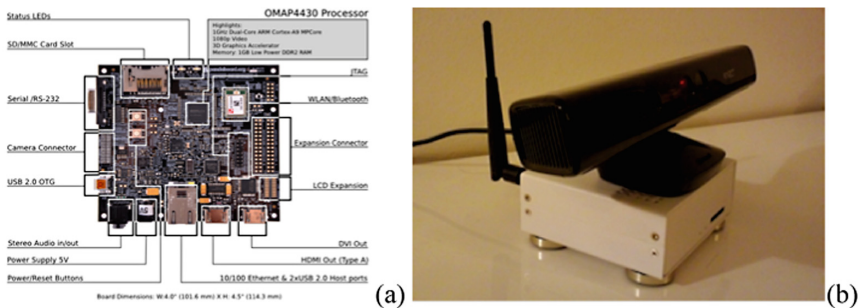 Status LEDs
OMAP4430 Processor
Highlights:
1GHz Dual-Core ARM Cortex-A9 MPCore
1080p Video
3D Graphics Accelerator
Memory: 1GB Low Power DDR2 RAM
SD/MMC Card Slot
JTAG
Serial /RS-232
WLAN/Bluetooth
Camera Connector
Expansion Connector
USB 2.0 OTG
LCD Expansion
Stereo Audio in/out
DVI Out
Power Supply 5V
HDMI Out (Type A)
Power/Reset Buttons
10/100 Ethernet & 2xUSB 2.0 Host ports
Board Dimensions: W:4.0" (101.6 mm) X H: 4.5" (114.3 mm)
(a)
(b)